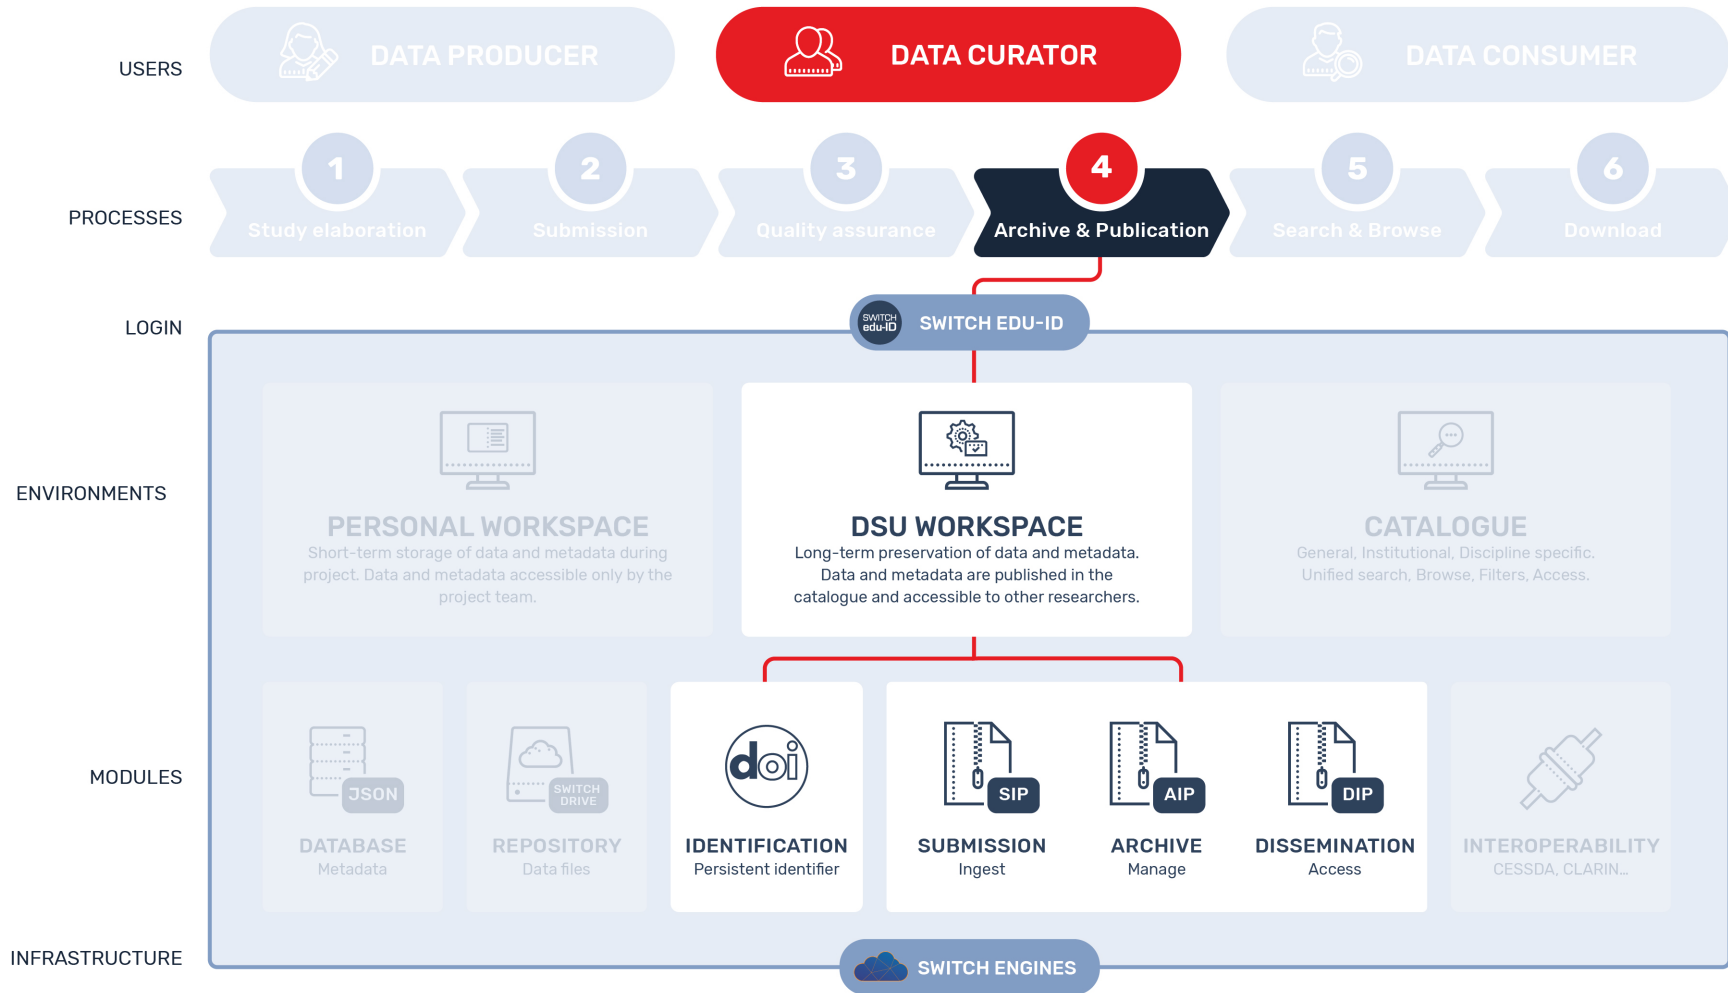 USERS
DATA PRODUCER
DATA CURATOR
DATA CONSUMER
PROCESSES
1
Study elaboration
2
Submission
3
Quality assurance
4
Archive & Publication
5
Search & Browse
6
Download
LOGIN
SWITCH
edu-ID
SWITCH EDU-ID
ENVIRONMENTS
PERSONAL WORKSPACE
Short-term storage of data and metadata during
project. Data and metadata accessible only by the
project team.
DSU WORKSPACE
Long-term preservation of data and metadata.
Data and metadata are published in the
catalogue and accessible to other researchers.
CATALOGUE
General, Institutional, Discipline specific.
Unified search, Browse, Filters, Access.
MODULES
JSON
DATABASE
Metadata
SWITCH
DRIVE
REPOSITORY
Data files
doi
IDENTIFICATION
Persistent identifier
SIP
SUBMISSION
Ingest
AIP
ARCHIVE
Manage
DIP
DISSEMINATION
Access
INTEROPERABILITY
CESSDA, CLARIN...
INFRASTRUCTURE
SWITCH ENGINES